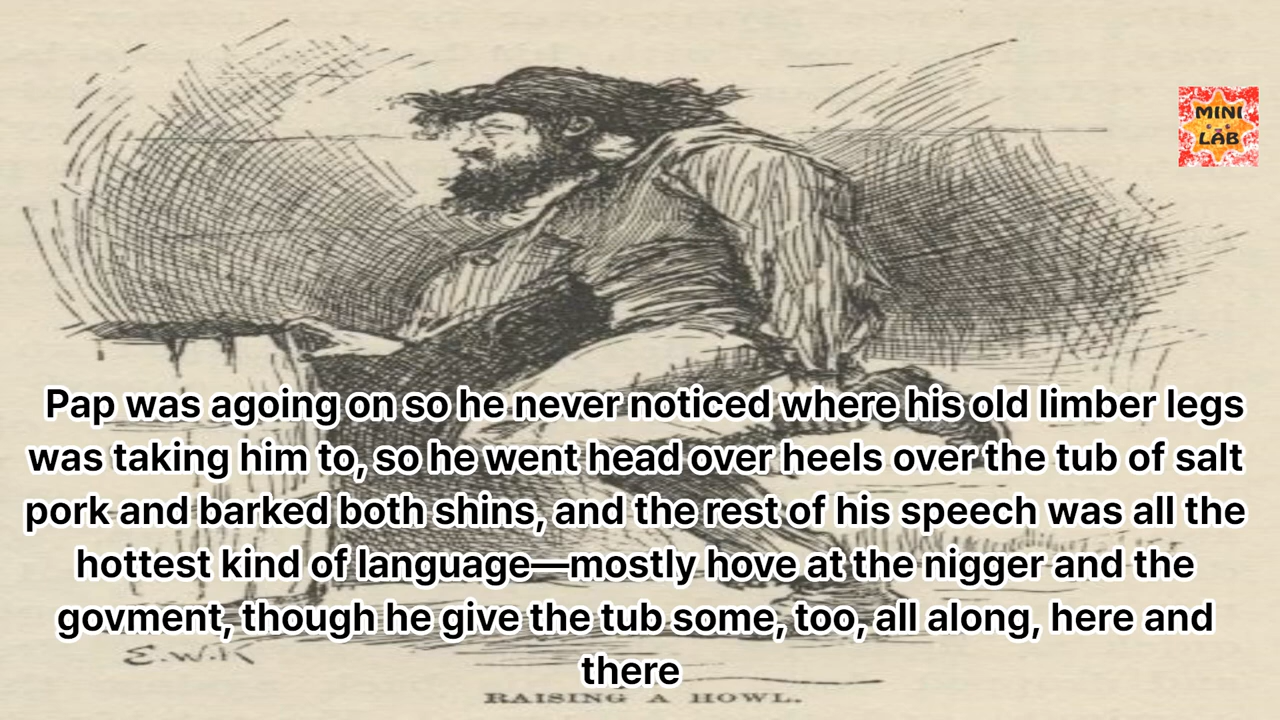 MINI
LAB
Pap was agoing on so he never noticed where his old limber legs
was taking him to, so he went head over heels over the tub of salt
pork and barked both shins, and the rest of his speech was all the
hottest kind of language—mostly hove at the nigger and the
govment, though he give the tub some, too, all along, here and
there
E.W.K
RAISING A HOWL.